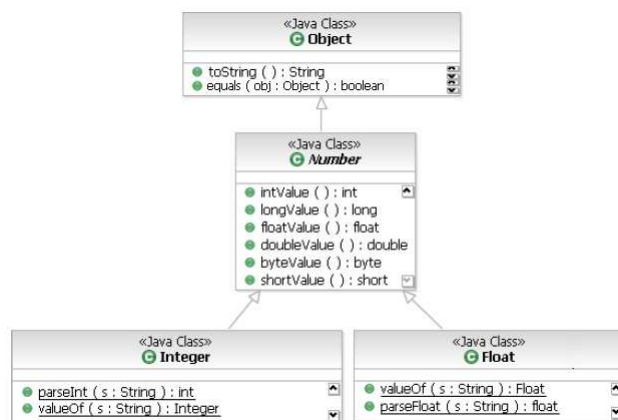 «Java Class»
Object
toString ( ) : String
equals ( obj : Object ) : boolean
«Java Class»
Number
intValue ( ) : int
longValue ( ) : long
floatValue ( ) : float
doubleValue ( ) : double
byteValue ( ) : byte
shortValue ( ) : short
«Java Class»
Integer
parseInt ( s : String ) : int
valueOf ( s : String ) : Integer
«Java Class»
Float
valueOf ( s : String ) : Float
parseFloat ( s : String ) : float